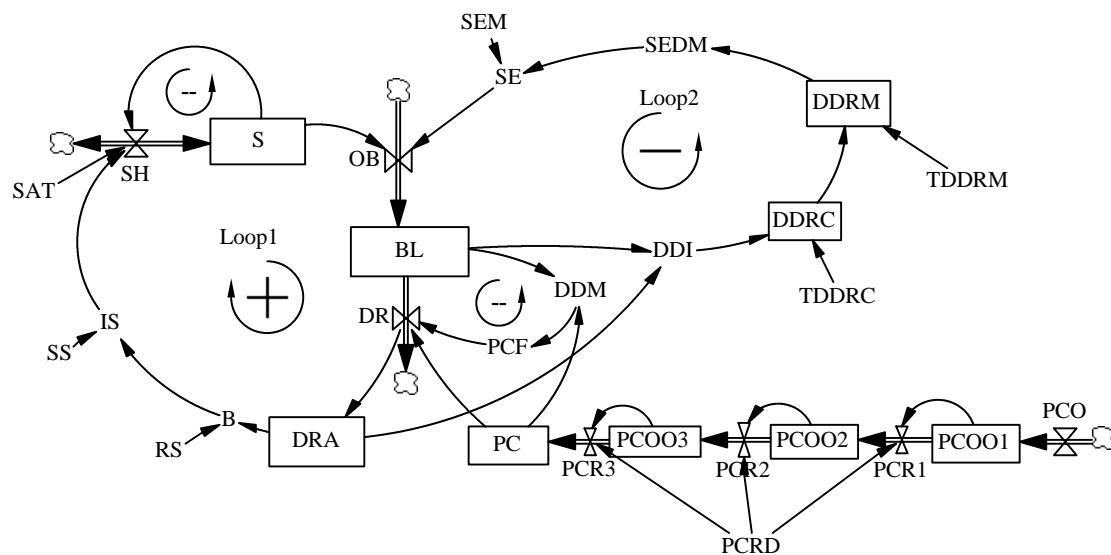 SEM
SEDM
SE
--
Loop2
DDRM
S
OB
SH
SAT
TDDRM
DDRC
Loop1
BL
DDI
DDM
--
TDDRC
DR
IS
PCF
SS
B
PCO
RS
DRA
PC
PCOO3
PCOO2
PCOO1
PCR3
PCR2
PCR1
PCRD